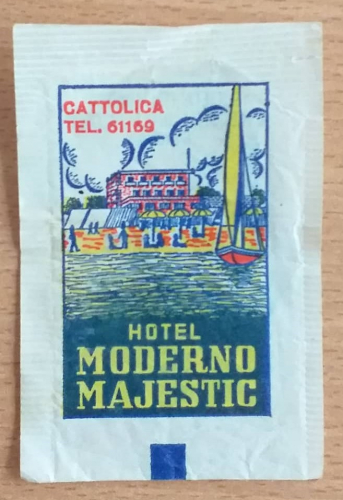 CATTOLICA
TEL. 61169
HOTEL
MODERNO
MAJESTIC